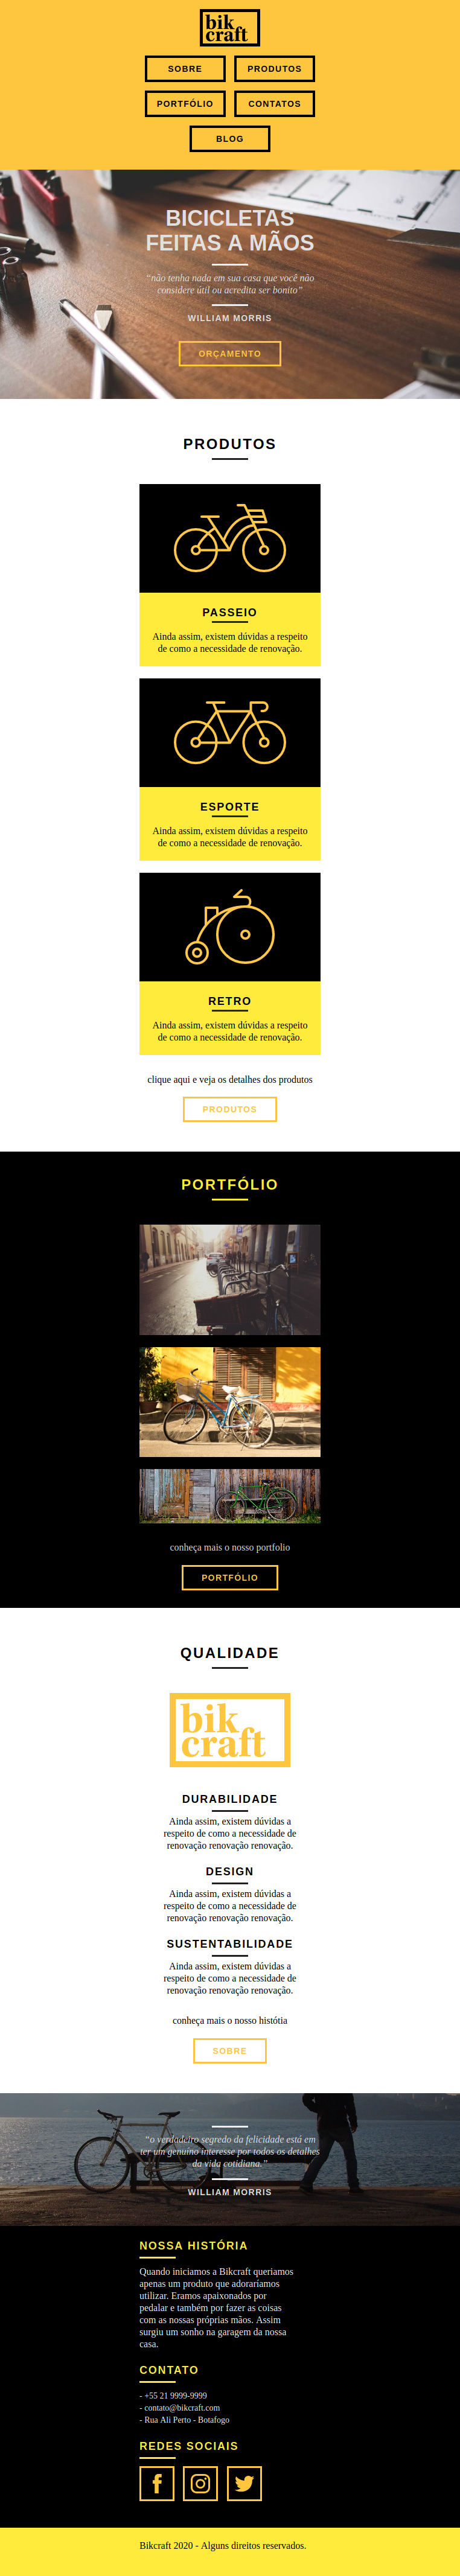 bik
craft
SOBRE
PRODUTOS
PORTFÓLIO
CONTATOS
BLOG
BICICLETAS
FEITAS A MÃOS
“não tenha nada em sua casa que você não
considere útil ou acredita ser bonito”
WILLIAM MORRIS
ORÇAMENTO
PRODUTOS
PASSEIO
Ainda assim, existem dúvidas a respeito
de como a necessidade de renovação.
ESPORTE
Ainda assim, existem dúvidas a respeito
de como a necessidade de renovação.
RETRO
Ainda assim, existem dúvidas a respeito
de como a necessidade de renovação.
clique aqui e veja os detalhes dos produtos
PRODUTOS
PORTFÓLIO
conheça mais o nosso portfolio
PORTFÓLIO
QUALIDADE
bik
craft
DURABILIDADE
Ainda assim, existem dúvidas a
respeito de como a necessidade de
renovação renovação renovação.
DESIGN
Ainda assim, existem dúvidas a
respeito de como a necessidade de
renovação renovação renovação.
SUSTENTABILIDADE
Ainda assim, existem dúvidas a
respeito de como a necessidade de
renovação renovação renovação.
conheça mais o nosso histótia
SOBRE
“o verdadeiro segredo da felicidade está em
ter um genuíno interesse por todos os detalhes
da vida cotidiana.”
WILLIAM MORRIS
NOSSA HISTÓRIA
Quando iniciamos a Bikcraft queriamos
apenas um produto que adoraríamos
utilizar. Eramos apaixonados por
pedalar e também por fazer as coisas
com as nossas próprias mãos. Assim
surgiu um sonho na garagem da nossa
casa.
CONTATO
- +55 21 9999-9999
- contato@bikcraft.com
- Rua Ali Perto - Botafogo
REDES SOCIAIS
Bikcraft 2020 - Alguns direitos reservados.